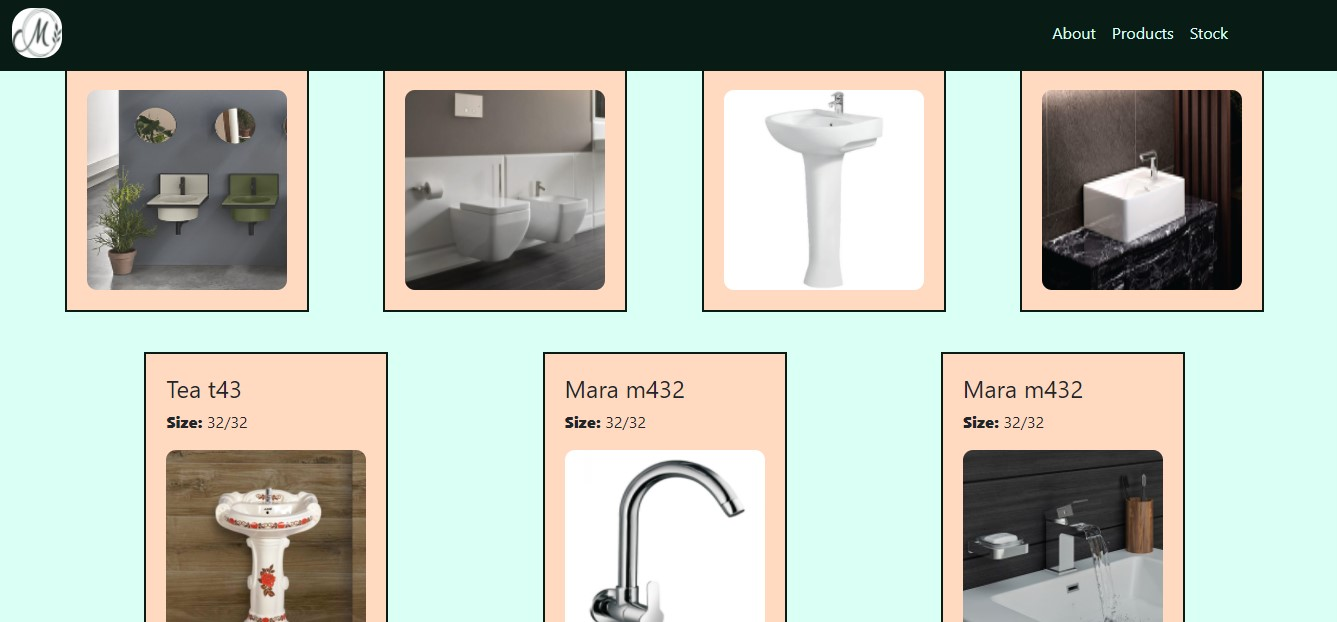 M
About Products Stock
Tea t43
Size: 32/32
Mara m432
Size: 32/32
Mara m432
Size: 32/32